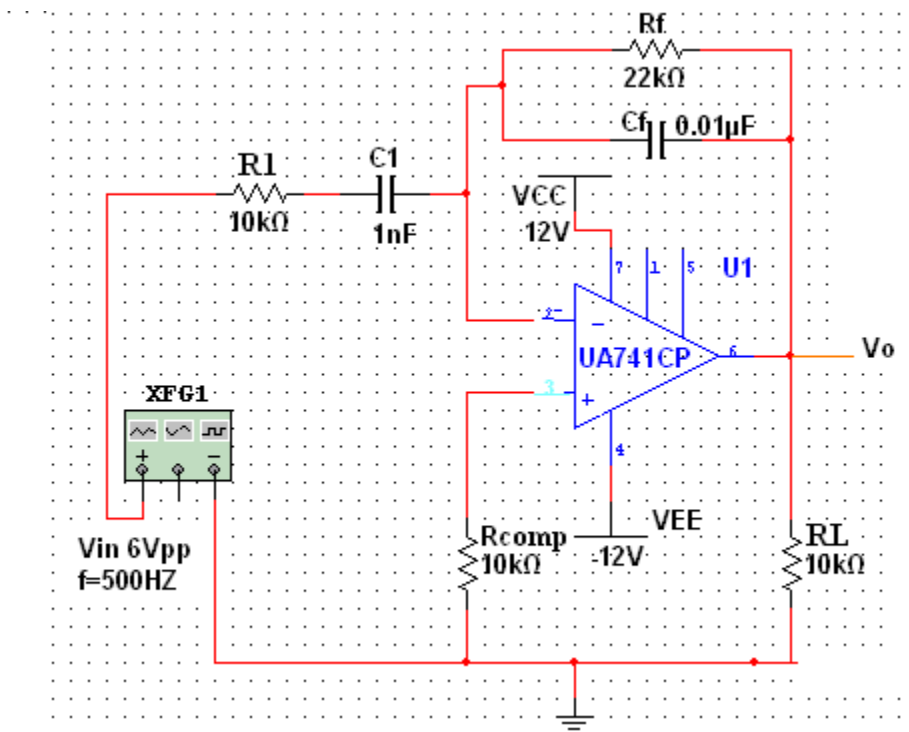 Rf
22kΩ
Cf 0.01µF
R1
10kΩ
C1
1nF
VCC
12V
7
1
5
U1
2
UA741CP
6
Vo
3
4
XFG1
Vin 6Vpp
f=500HZ
Rcomp
10kΩ
VEE
-12V
RL
10kΩ